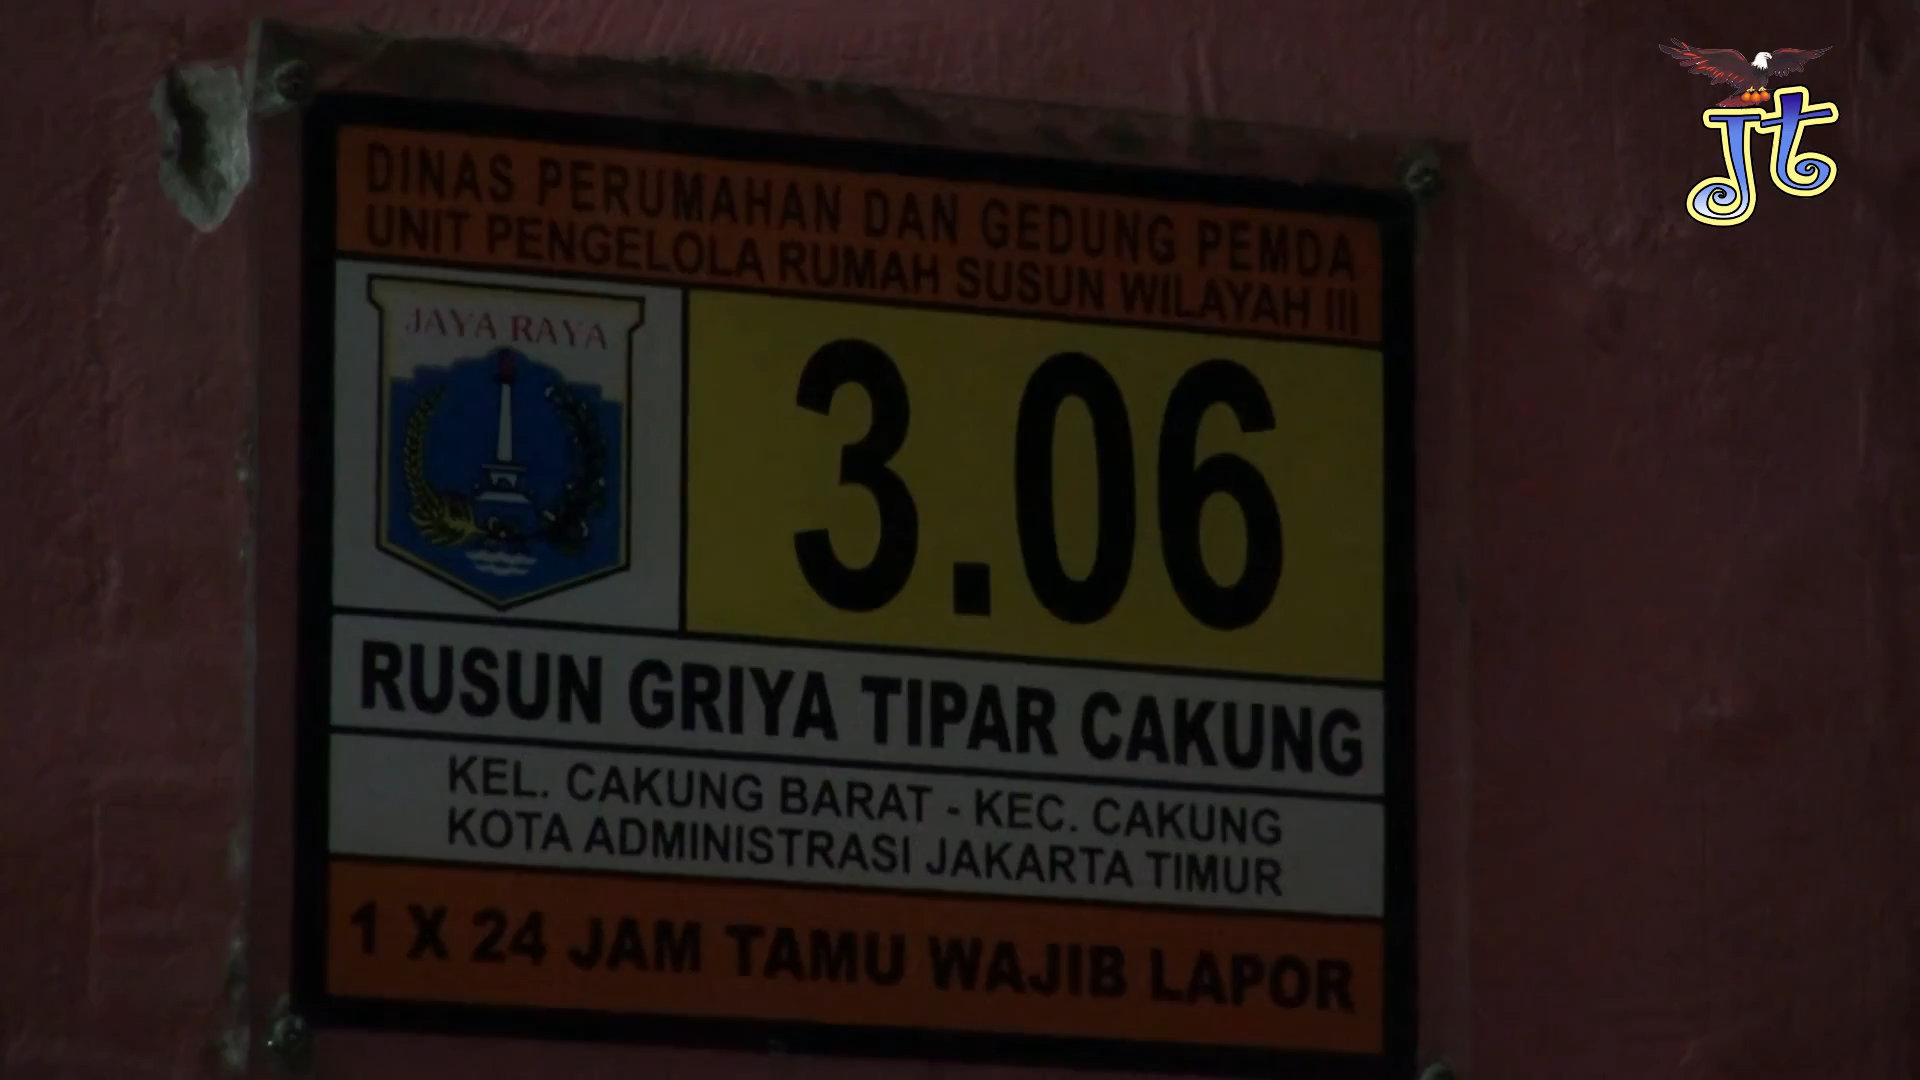 DINAS PERUMAHAN DAN GEDUNG PEMDA
UNIT PENGELOLA RUMAH SUSUN WILAYAH III
JAYA RAYA
3.06
RUSUN GRIYA TIPAR CAKUNG
KEL. CAKUNG BARAT - KEC. CAKUNG
KOTA ADMINISTRASI JAKARTA TIMUR
1 X 24 JAM TAMU WAJIB LAPOR
Jt